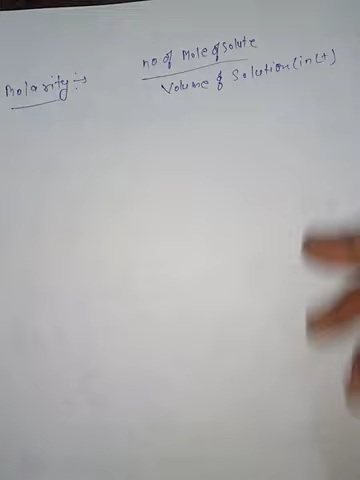 Molarity :→ no of Mole of Solute
Volume of Solution (in Lt)